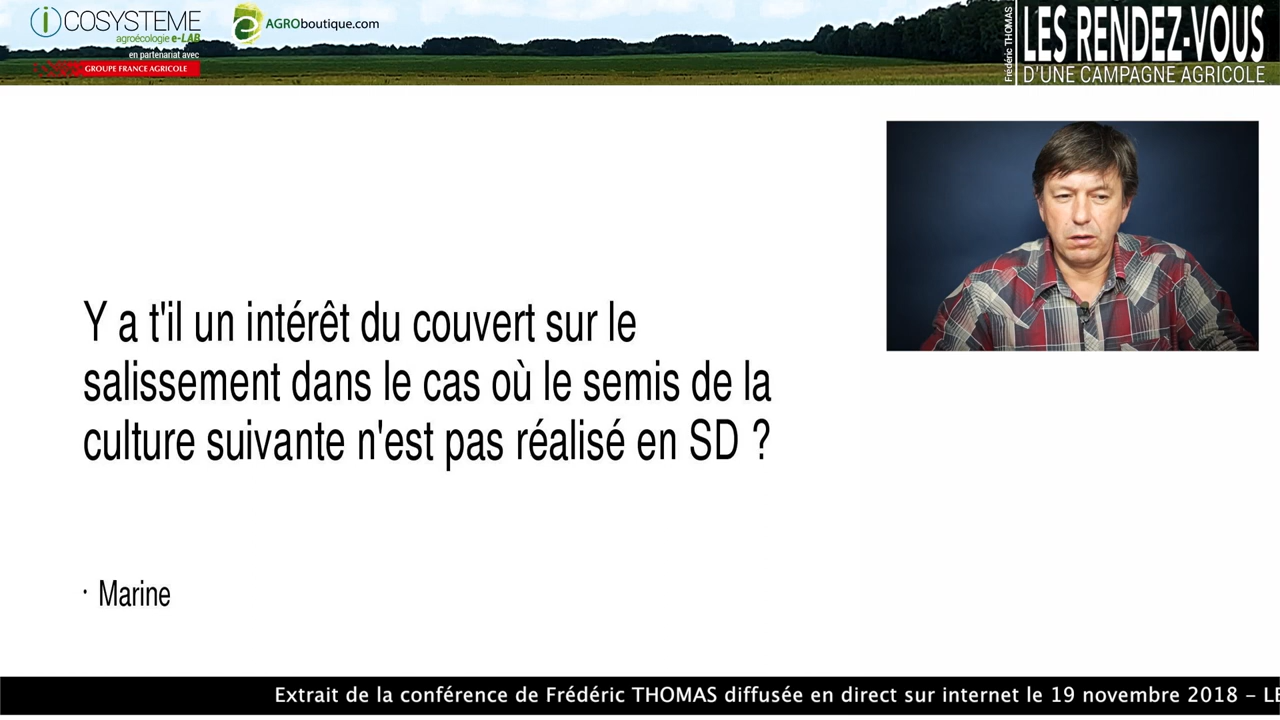 iCOSYSTEME
agroécologie e-LAB
en partenariat avec
GROUPE FRANCE AGRICOLE
e AGROboutique.com
Frédéric THOMAS
LES RENDEZ-VOUS
D'UNE CAMPAGNE AGRICOLE
Y a t'il un intérêt du couvert sur le
salissement dans le cas où le semis de la
culture suivante n'est pas réalisé en SD ?
· Marine
Extrait de la conférence de Frédéric THOMAS diffusée en direct sur internet le 19 novembre 2018 – LE